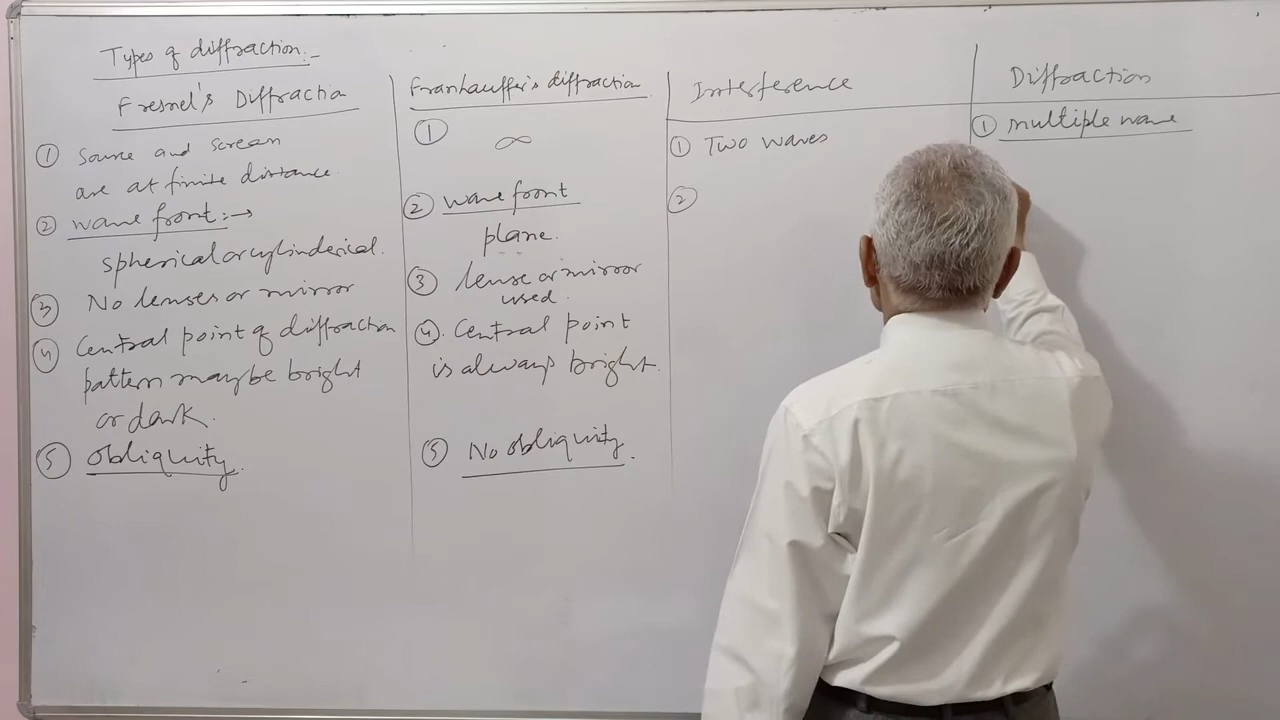 Types of diffraction:-
Fresnel's Diffraction
① Source and screen
are at finite distance.
② wave front:→
spherical or cylinderical.
③ No lenses or mirror
④ Central point of diffraction
pattern may be bright
or dark.
⑤ obliquity.
Franhauffer's diffraction
① ∞
② wave front
plane.
③ lense or mirror
used.
④. Central point
is always bright.
⑤ No obliquity.
Interference
① Two waves
②
Diffraction
① multiple wave